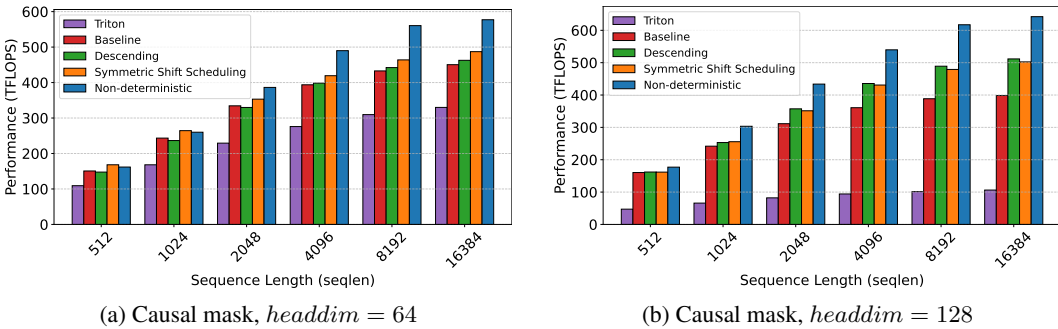 600
500
400
300
200
100
0
Performance (TFLOPS)
Triton
Baseline
Descending
Symmetric Shift Scheduling
Non-deterministic
512
1024
2048
4096
8192
16384
Sequence Length (seqlen)
(a) Causal mask, headdim = 64
600
500
400
300
200
100
0
Performance (TFLOPS)
Triton
Baseline
Descending
Symmetric Shift Scheduling
Non-deterministic
512
1024
2048
4096
8192
16384
Sequence Length (seqlen)
(b) Causal mask, headdim = 128